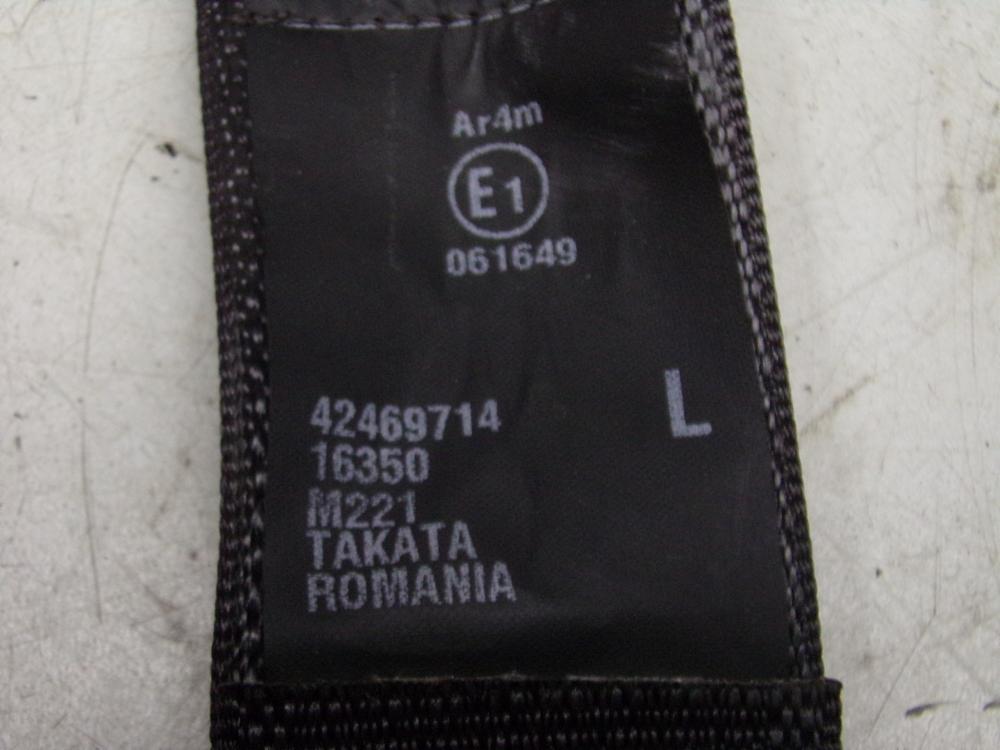 Ar4m
E1
061649
L
42469714
16350
M221
TAKATA
ROMANIA